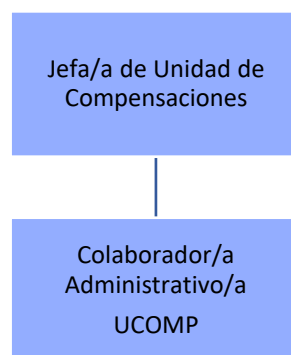 Jefa/a de Unidad de
Compensaciones
Colaborador/a
Administrativo/a
UCOMP